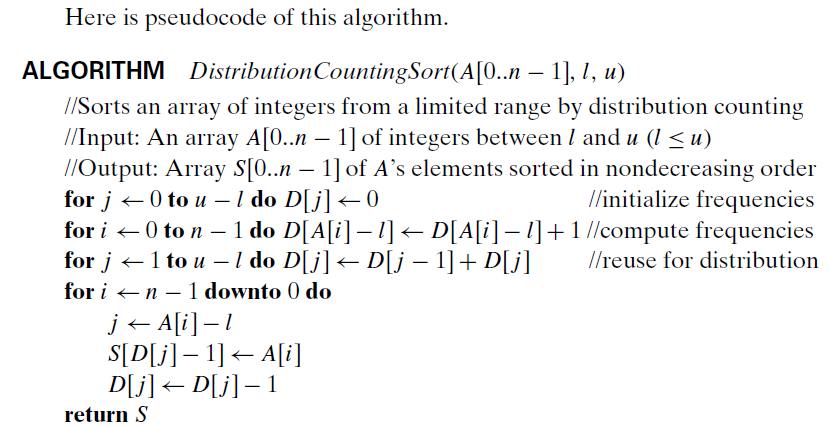 Here is pseudocode of this algorithm.
ALGORITHM DistributionCountingSort(A[0..n − 1], l, u)
//Sorts an array of integers from a limited range by distribution counting
//Input: An array A[0..n − 1] of integers between l and u (l ≤ u)
//Output: Array S[0..n − 1] of A’s elements sorted in nondecreasing order
for j ← 0 to u − l do D[j] ← 0 //initialize frequencies
for i ← 0 to n − 1 do D[A[i] − l] ← D[A[i] − l] + 1 //compute frequencies
for j ← 1 to u − l do D[j] ← D[j − 1] + D[j] //reuse for distribution
for i ← n − 1 downto 0 do
j ← A[i] − l
S[D[j] − 1] ← A[i]
D[j] ← D[j] − 1
return S